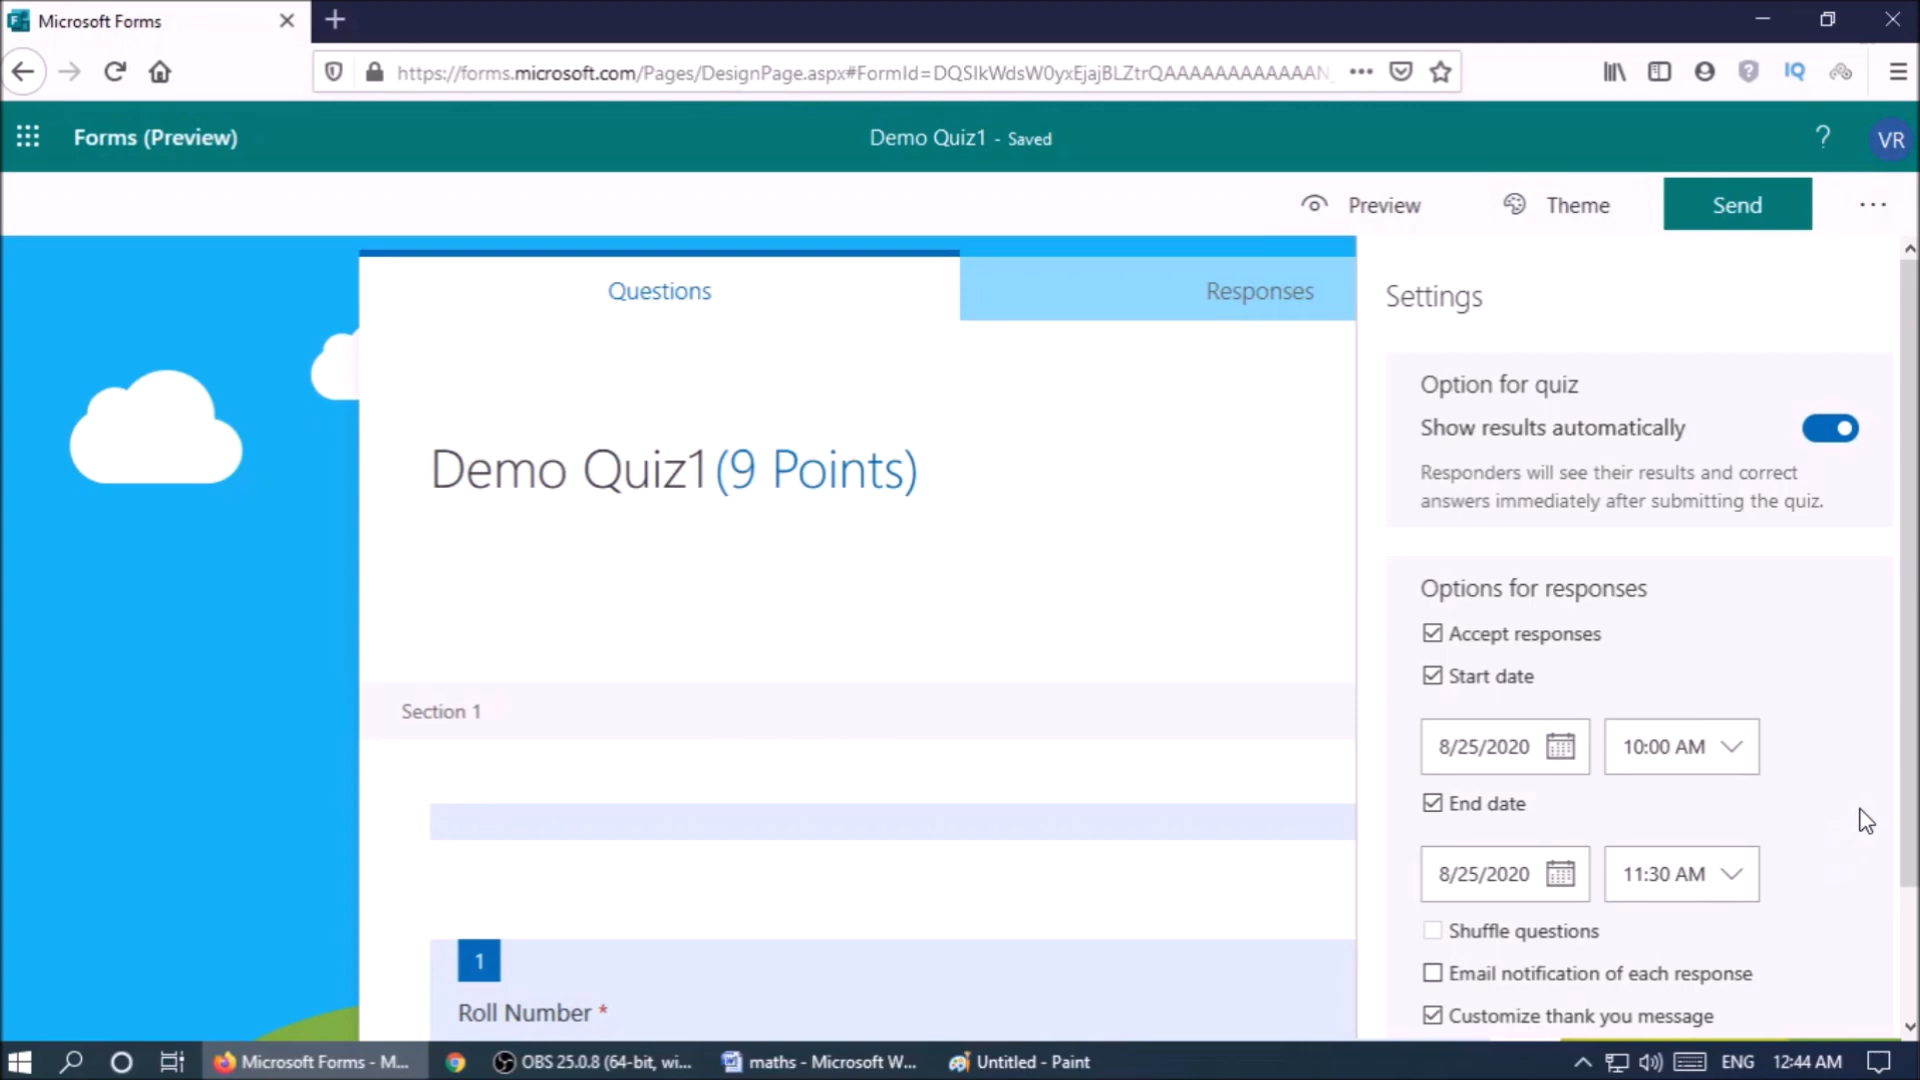 Microsoft Forms
https://forms.microsoft.com/Pages/DesignPage.aspx#FormId=DQSIkWdsW0yxEjajBLZtrQAAAAAAAAAAAAN_
IQ
Forms (Preview)
Demo Quiz1 - Saved
?
VR
Preview
Theme
Send
Questions
Responses
Settings
Demo Quiz1 (9 Points)
Option for quiz
Show results automatically
Responders will see their results and correct
answers immediately after submitting the quiz.
Options for responses
Accept responses
Start date
Section 1
8/25/2020
10:00 AM
End date
8/25/2020
11:30 AM
Shuffle questions
1
Email notification of each response
Roll Number *
Customize thank you message
Microsoft Forms - M...
OBS 25.0.8 (64-bit, wi...
maths - Microsoft W...
Untitled - Paint
ENG
12:44 AM